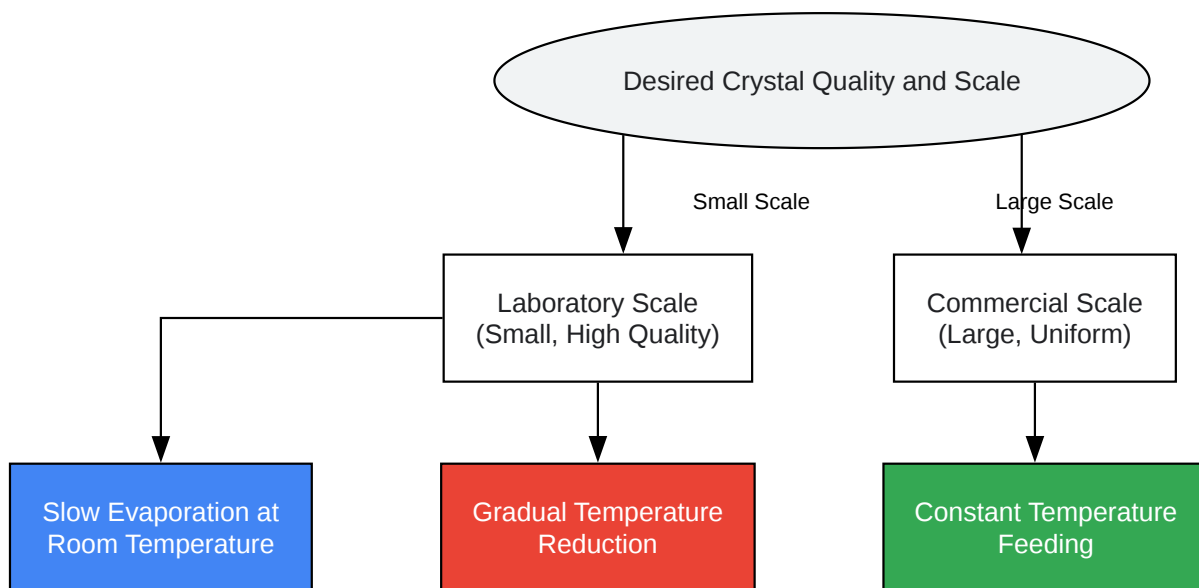 Desired Crystal Quality and Scale
Small Scale
Large Scale
Laboratory Scale
(Small, High Quality)
Commercial Scale
(Large, Uniform)
Slow Evaporation at
Room Temperature
Gradual Temperature
Reduction
Constant Temperature
Feeding